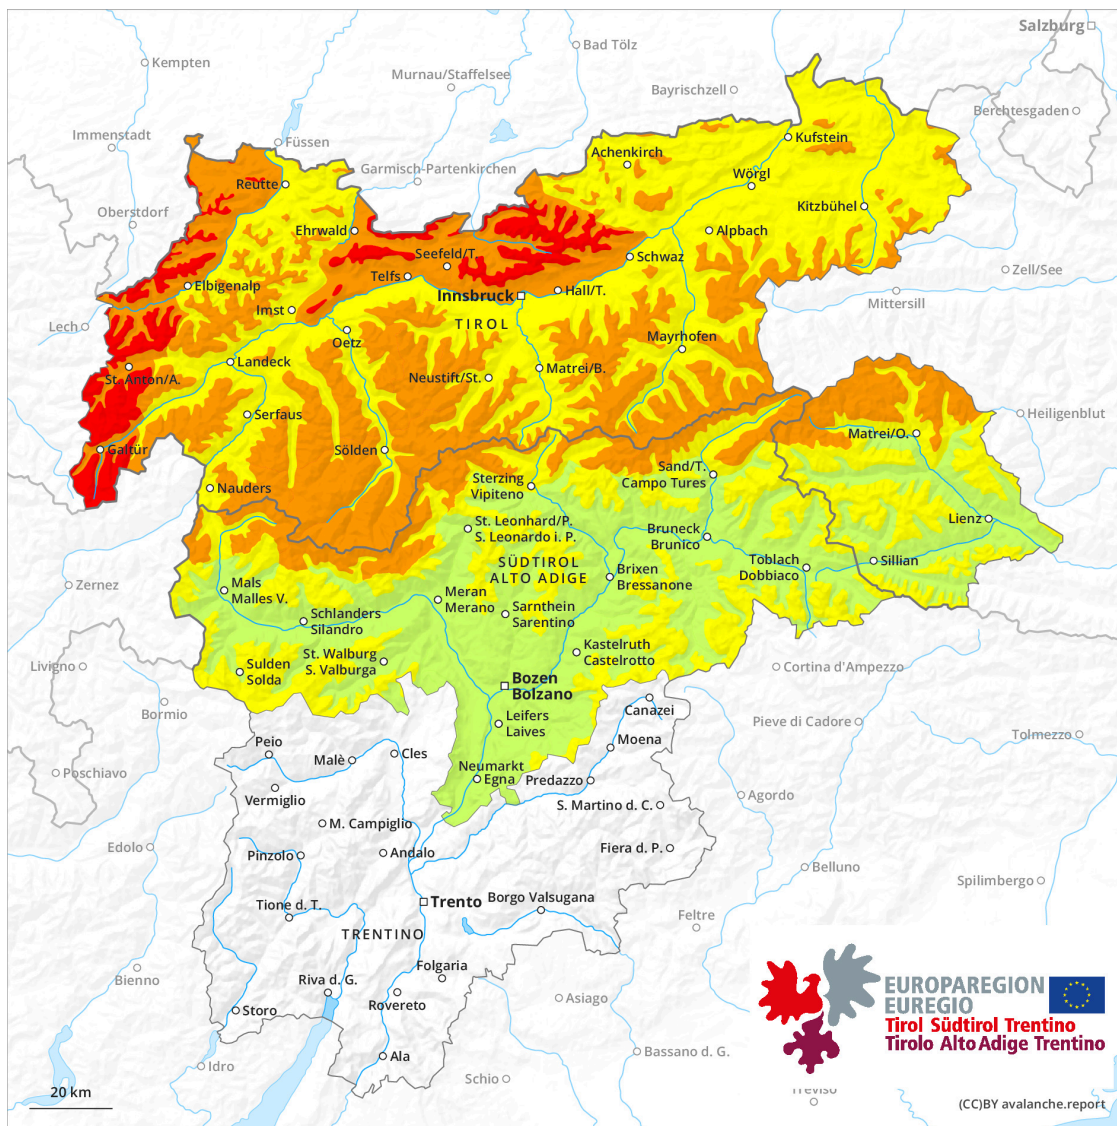 Salzburg
Bad Tölz
Kempten
Murnau/Staffelsee
Bayrischzell
Berchtesgaden
Immenstadt
Füssen
Kufstein
Achenkirch
Garmisch-Partenkirchen
Wörgl
Reutte
Kitzbühel
Oberstdorf
Ehrwald
Alpbach
Seefeld/T.
Schwaz
Telfs
Zell/See
Elbigenalp
Innsbruck
Hall/T.
Mittersill
Imst
TIROL
Lech
Oetz
Mayrhofen
Landeck
Matrei/B.
St. Anton/A.
Neustift/St.
Serfaus
Heiligenblut
Matrei/O.
Galtür
Sölden
Sand/T.
Campo Tures
Sterzing
Vipiteno
Nauders
St. Leonhard/P.
S. Leonardo i. P.
Bruneck
Brunico
Lienz
SÜDTIROL
ALTO ADIGE
Toblach
Dobbiaco
Sillian
Zernez
Mals
Malles V.
Brixen
Bressanone
Meran
Merano
Sarnthein
Sarentino
Schlanders
Silandro
Kastelruth
Castelrotto
St. Walburg
S. Valburga
Livigno
Sulden
Solda
Cortina d'Ampezzo
Bozen
Bolzano
Bormio
Canazei
Leifers
Laives
Pieve di Cadore
Tolmezzo
Peio
Moena
Cles
Malè
Poschiavo
Neumarkt
Egna
Predazzo
Vermiglio
Agordo
S. Martino d. C.
M. Campiglio
Edolo
Pinzolo
Andalo
Fiera d. P.
Belluno
Spilimbergo
Trento
Borgo Valsugana
Tione d. T.
Feltre
TRENTINO
Folgaria
Bienno
Riva d. G.
Rovereto
Asiago
Storo
EUROPAREGION
EUREGIO
Tirol Südtirol Trentino
Tirolo Alto Adige Trentino
Ala
Bassano d. G.
Idro
Schio
Treviso
20 km
(CC)BY avalanche.report